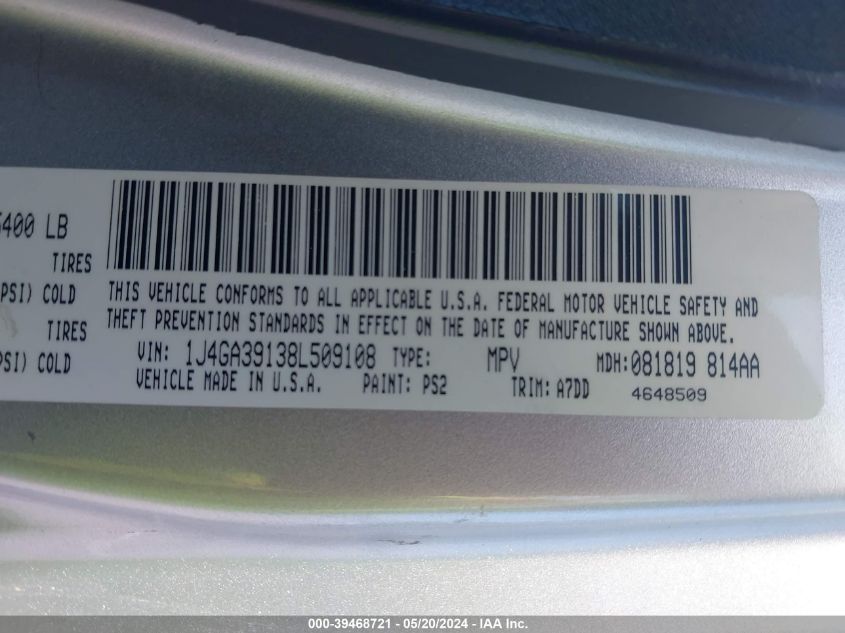 400 LB
TIRES
PSI) COLD
TIRES
PSI) COLD
THIS VEHICLE CONFORMS TO ALL APPLICABLE U.S.A. FEDERAL MOTOR VEHICLE SAFETY AND
THEFT PREVENTION STANDARDS IN EFFECT ON THE DATE OF MANUFACTURE SHOWN ABOVE.
VIN: 1J4GA39138L509108 TYPE: MPV MDH:081819 814AA
VEHICLE MADE IN U.S.A. PAINT: PS2 TRIM: A7DD 4648509
000-39468721 - 05/20/2024 - IAA Inc.